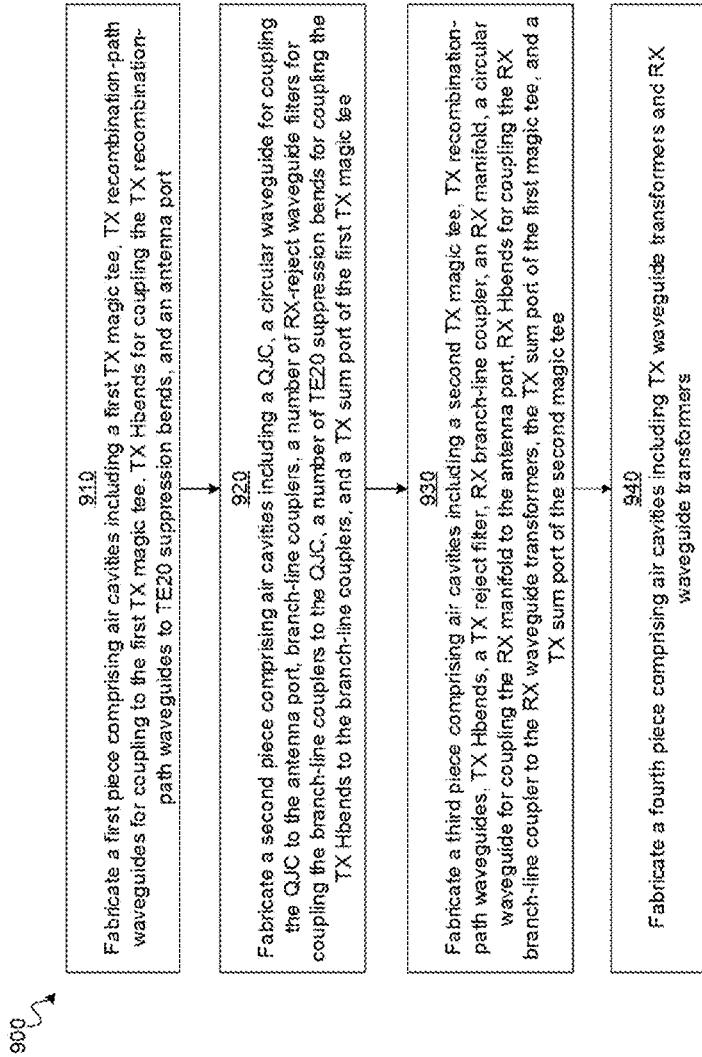 900
910
Fabricate a first piece comprising air cavities including a first TX magic tee, TX recombination-path
waveguides for coupling to the first TX magic tee, TX Hbends for coupling the TX recombination-
path waveguides to TE20 suppression bends, and an antenna port
920
Fabricate a second piece comprising air cavities including a QJC, a circular waveguide for coupling
the QJC to the antenna port, branch-line couplers, a number of RX-reject waveguide filters for
coupling the branch-line couplers to the QJC, a number of TE20 suppression bends for coupling the
TX Hbends to the branch-line couplers, and a TX sum port of the first TX magic tee
930
Fabricate a third piece comprising air cavities including a second TX magic tee, TX recombination-
path waveguides, TX Hbends, a TX reject filter, RX branch-line coupler, an RX manifold, a circular
waveguide for coupling the RX manifold to the antenna port, RX Hbends for coupling the RX
branch-line coupler to the RX waveguide transformers, the TX sum port of the first magic tee, and a
TX sum port of the second magic tee
940
Fabricate a fourth piece comprising air cavities including TX waveguide transformers and RX
waveguide transformers